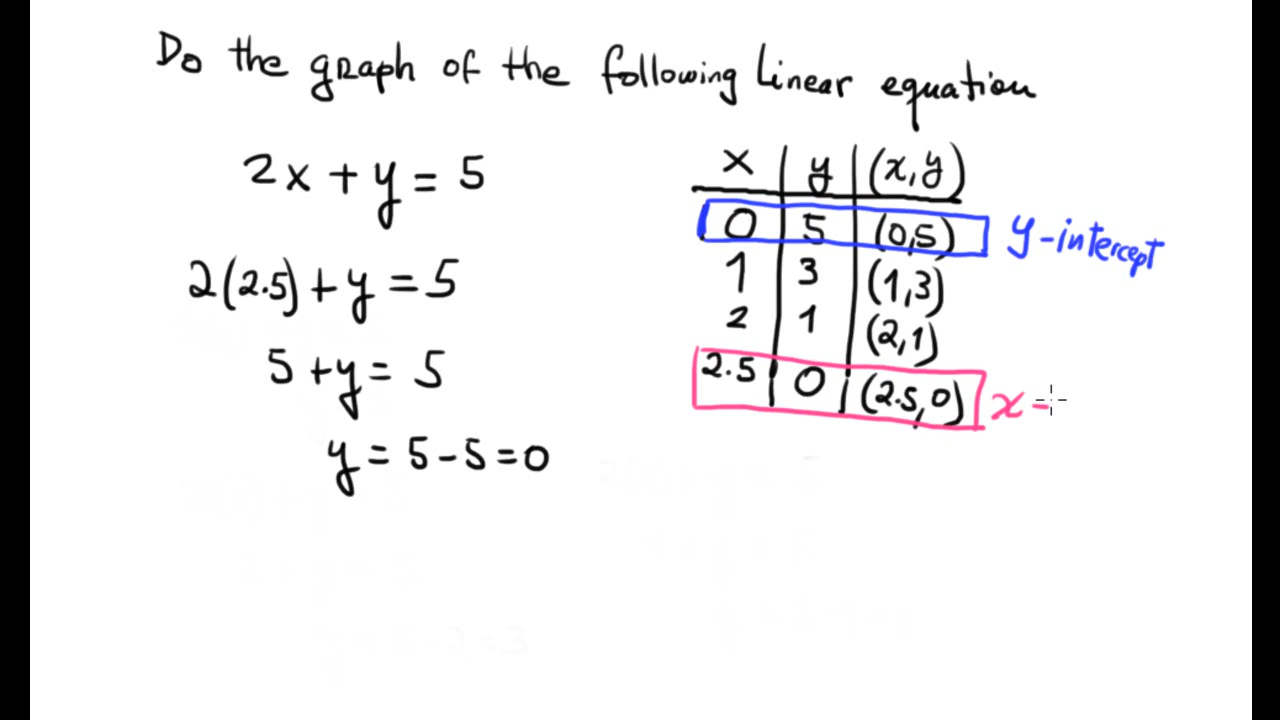 Do the graph of the following linear equation
2x + y = 5
2(2.5) + y = 5
5 + y = 5
y = 5 - 5 = 0
x y (x, y)
0 5 (0,5) y-intercept
1 3 (1,3)
2 1 (2,1)
2.5 0 (2.5,0) x -